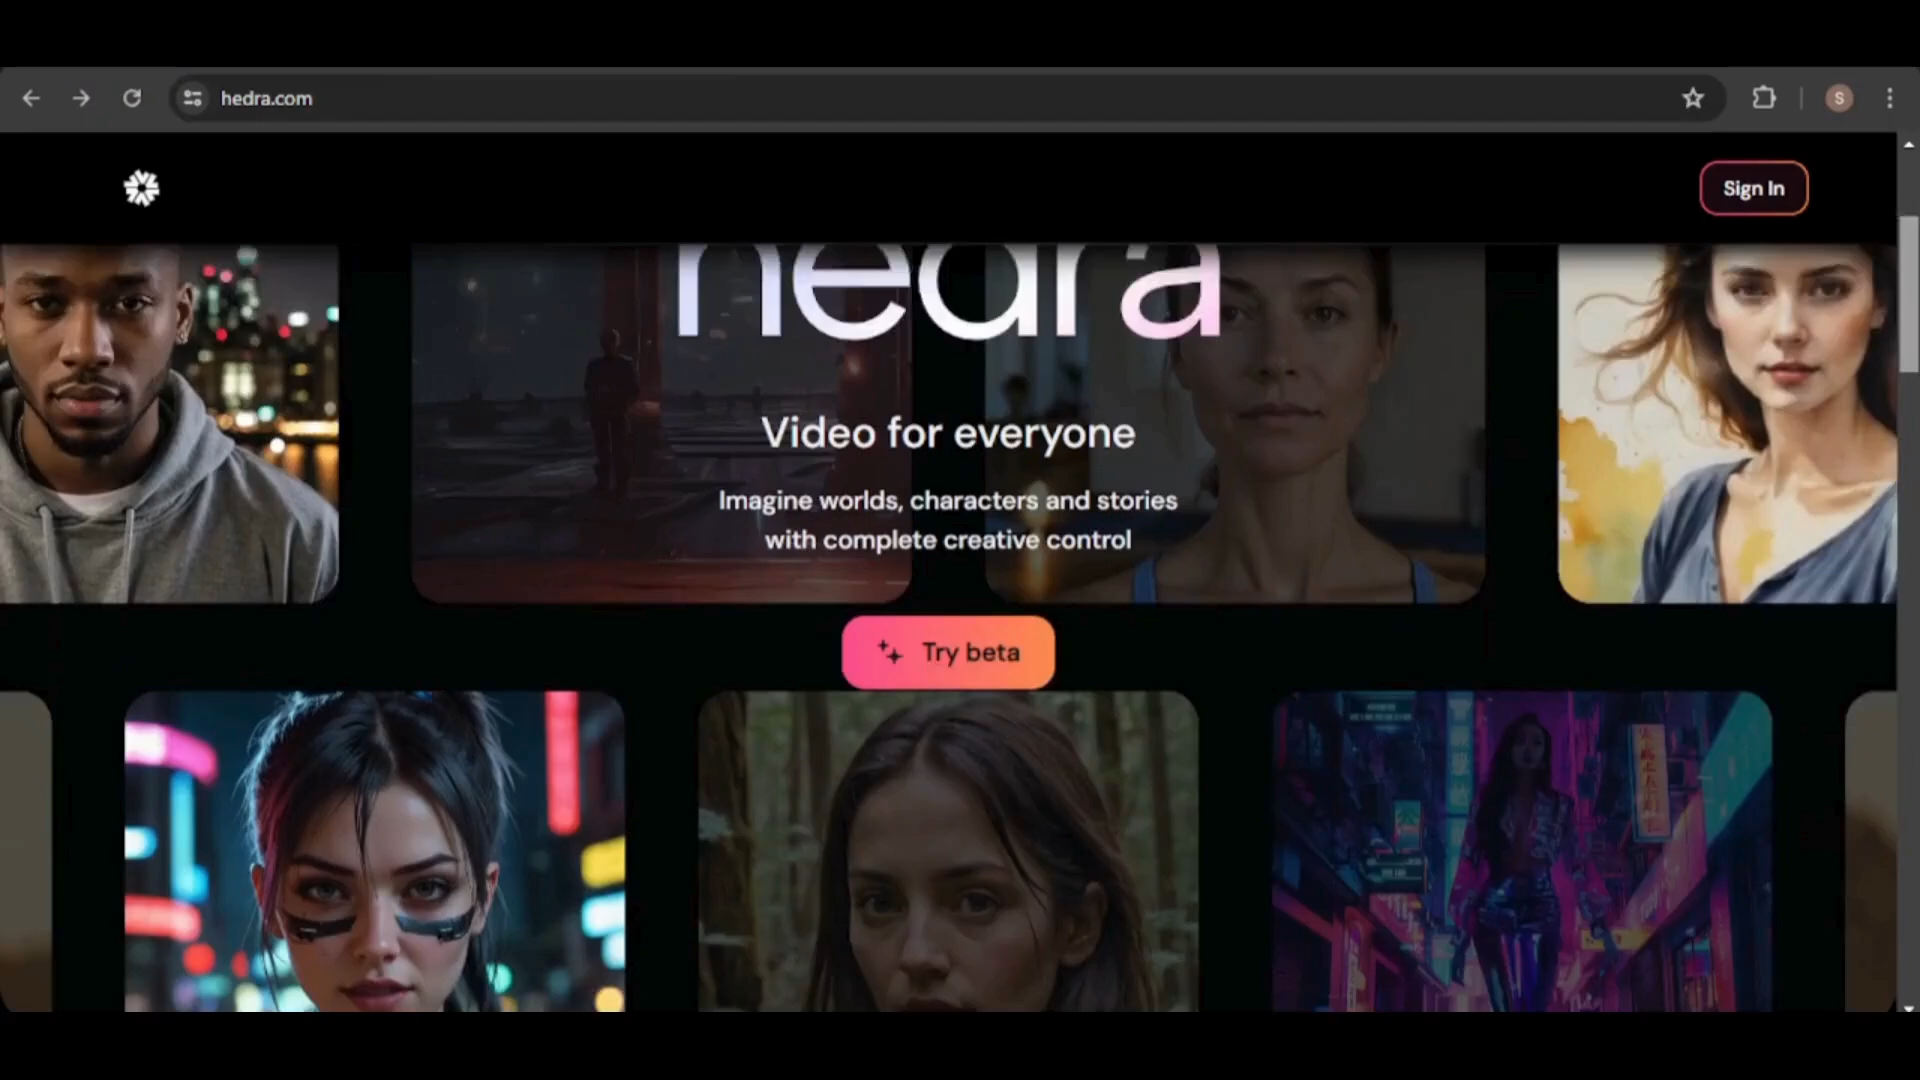 hedra.com
S
Sign In
hedra
Video for everyone
Imagine worlds, characters and stories
with complete creative control
Try beta